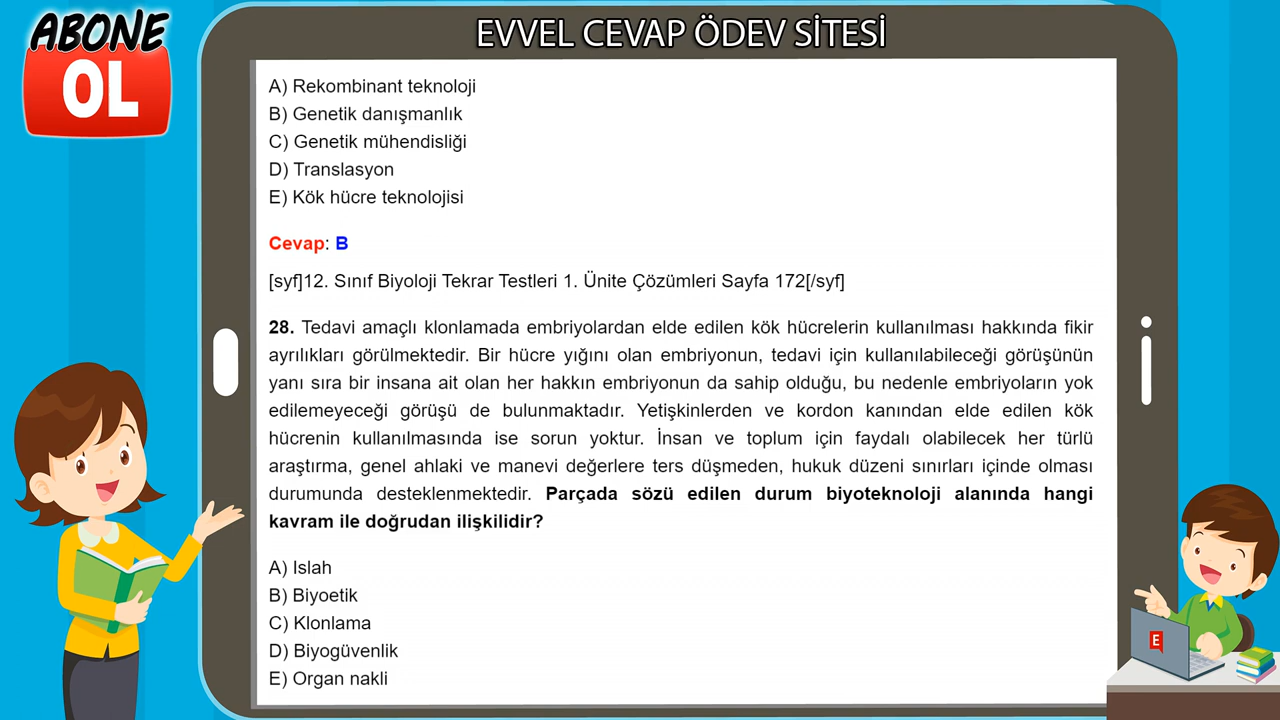 ABONE
OL
EVVEL CEVAP ÖDEV SİTESİ
A) Rekombinant teknoloji
B) Genetik danışmanlık
C) Genetik mühendisliği
D) Translasyon
E) Kök hücre teknolojisi
Cevap: B
[syf]12. Sınıf Biyoloji Tekrar Testleri 1. Ünite Çözümleri Sayfa 172[/syf]
28. Tedavi amaçlı klonlamada embriyolardan elde edilen kök hücrelerin kullanılması hakkında fikir
ayrılıkları görülmektedir. Bir hücre yığını olan embriyonun, tedavi için kullanılabileceği görüşünün
yanı sıra bir insana ait olan her hakkın embriyonun da sahip olduğu, bu nedenle embriyoların yok
edilemeyeceği görüşü de bulunmaktadır. Yetişkinlerden ve kordon kanından elde edilen kök
hücrenin kullanılmasında ise sorun yoktur. İnsan ve toplum için faydalı olabilecek her türlü
araştırma, genel ahlaki ve manevi değerlere ters düşmeden, hukuk düzeni sınırları içinde olması
durumunda desteklenmektedir. Parçada sözü edilen durum biyoteknoloji alanında hangi
kavram ile doğrudan ilişkilidir?
A) Islah
B) Biyoetik
C) Klonlama
D) Biyogüvenlik
E) Organ nakli
E